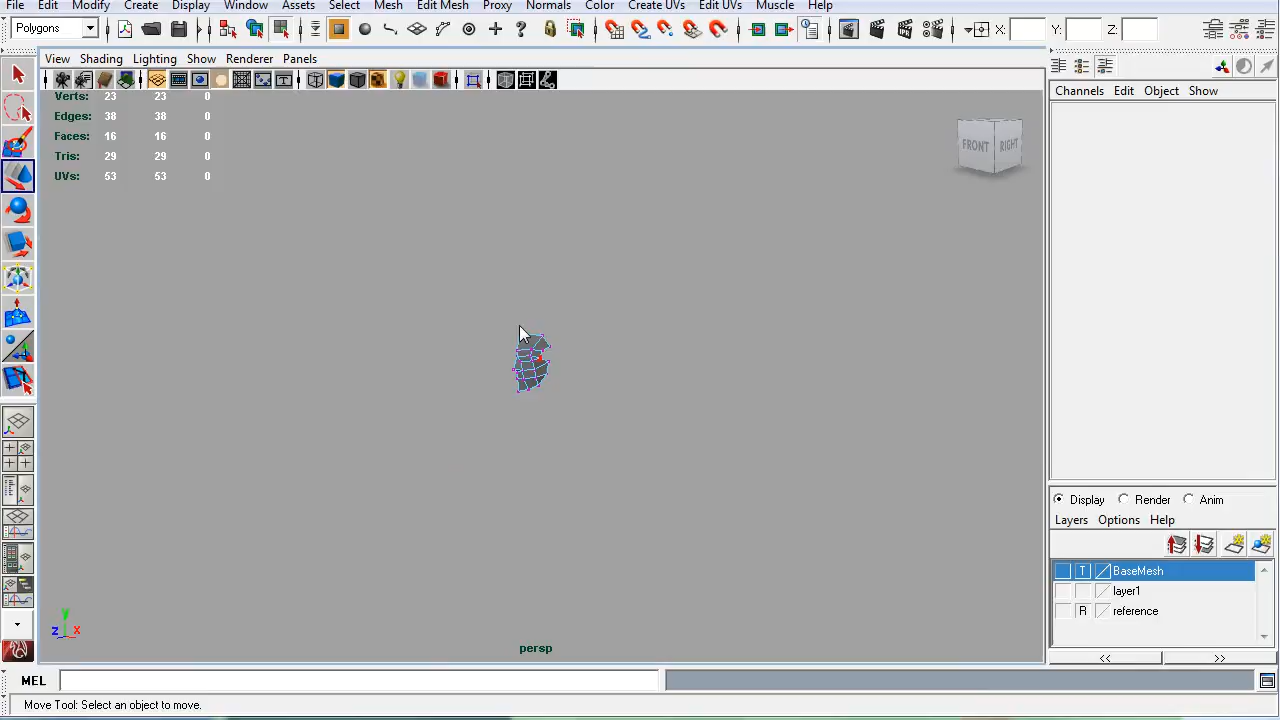 File Edit Modify Create Display Window Assets Select Mesh Edit Mesh Proxy Normals Color Create UVs Edit UVs Muscle Help
Polygons X: Y: Z:
View Shading Lighting Show Renderer Panels
Channels Edit Object Show
Verts: 23 23 0
Edges: 38 38 0
Faces: 16 16 0
Tris: 29 29 0
UVs: 53 53 0
FRONT RIGHT
Display Render Anim
Layers Options Help
T BaseMesh
layer1
R reference
y
z x
persp
<< >>
MEL
Move Tool: Select an object to move.